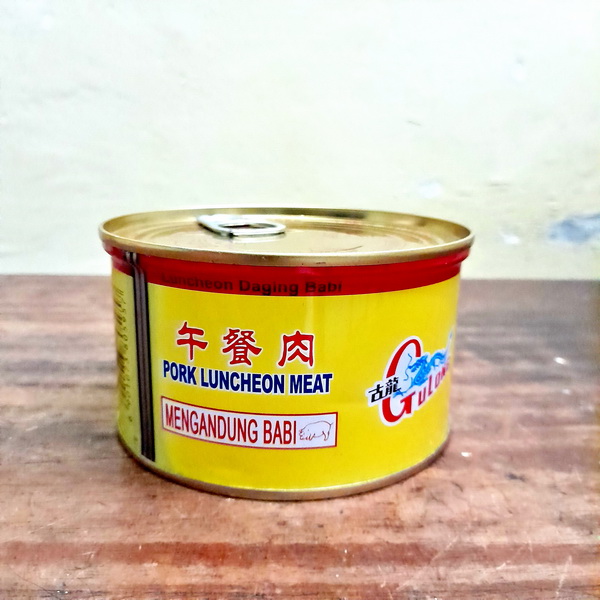 Luncheon Daging Babi
午餐肉
PORK LUNCHEON MEAT
MENGANDUNG BABI
古龍
GULONG